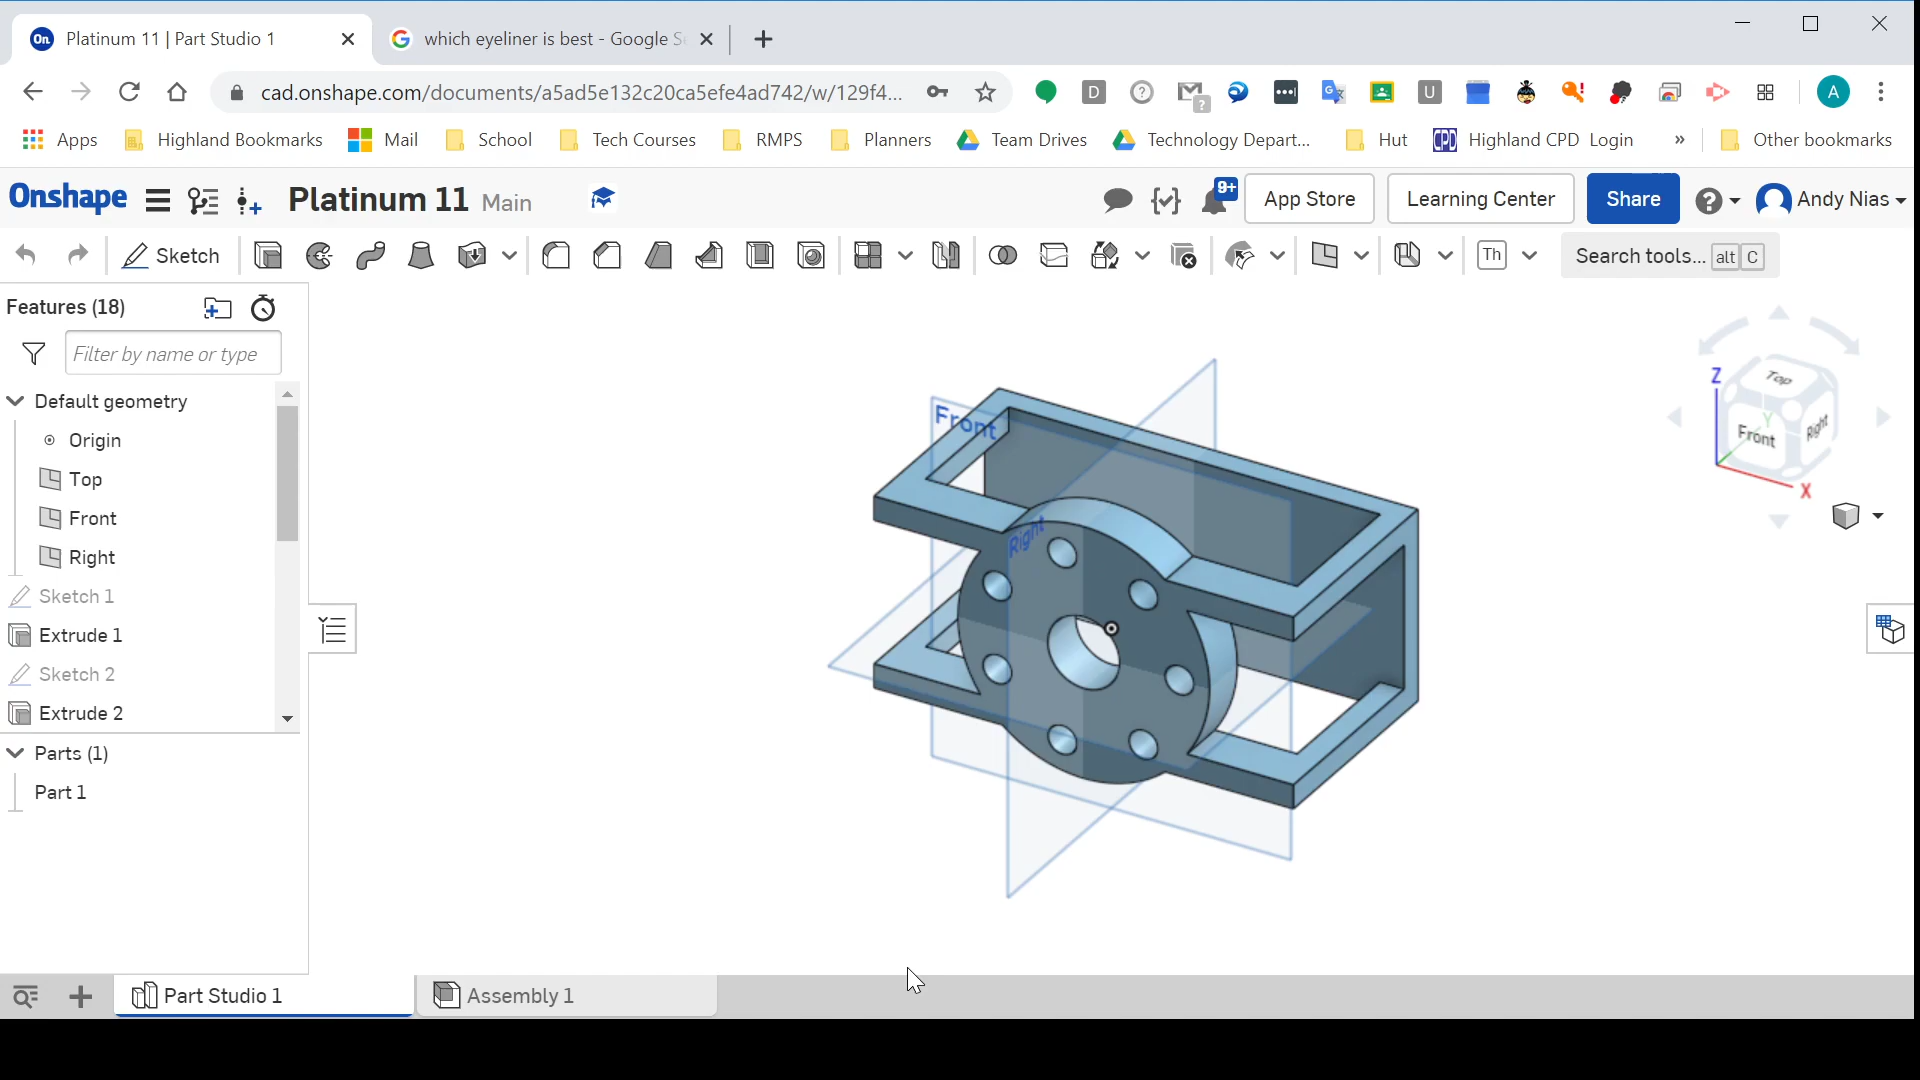 On Platinum 11 | Part Studio 1
which eyeliner is best - Google S
cad.onshape.com/documents/a5ad5e132c20ca5efe4ad742/w/129f4...
D
U
A
Apps
Highland Bookmarks
Mail
School
Tech Courses
RMPS
Planners
Team Drives
Technology Depart...
Hut
CPD Highland CPD Login
»
Other bookmarks
Onshape
Platinum 11 Main
9+
App Store
Learning Center
Share
Andy Nias
Sketch
Th
Search tools... alt C
Features (18)
Filter by name or type
Default geometry
Origin
Top
Front
Right
Sketch 1
Extrude 1
Sketch 2
Extrude 2
Parts (1)
Part 1
Front
Right
Z
Top
Y
Front
Right
X
Part Studio 1
Assembly 1